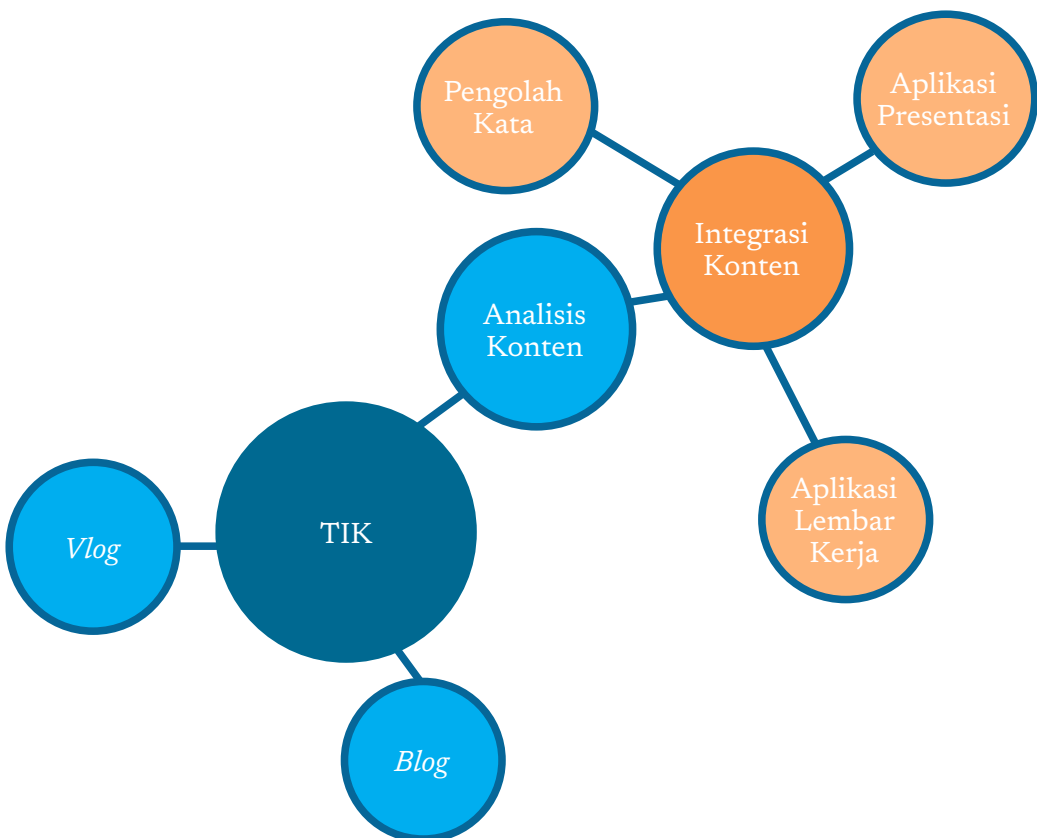 Pengolah
Kata
Aplikasi
Presentasi
Integrasi
Konten
Analisis
Konten
Aplikasi
Lembar
Kerja
TIK
Vlog
Blog